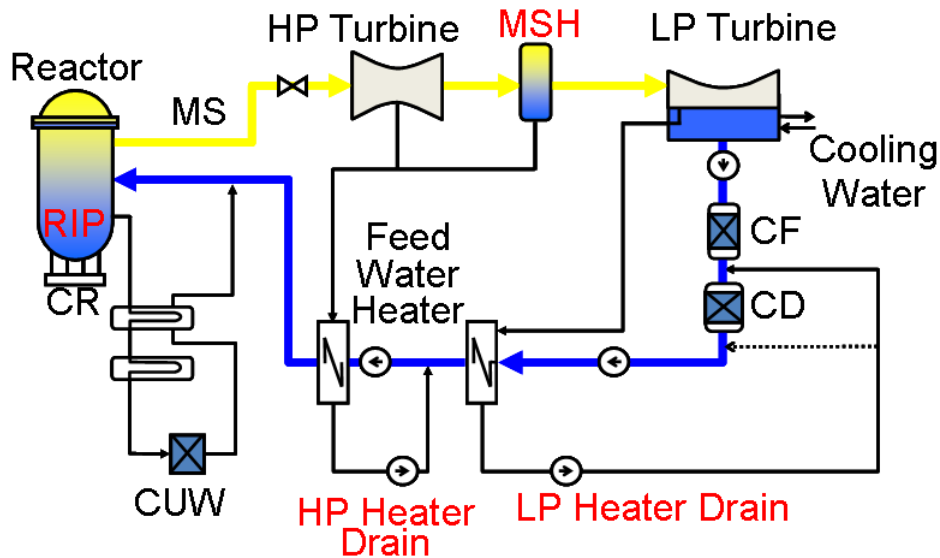 HP Turbine
MSH
LP Turbine
Reactor
MS
Cooling
Water
RIP
CF
Feed
Water
Heater
CR
CD
CUW
HP Heater
Drain
LP Heater Drain